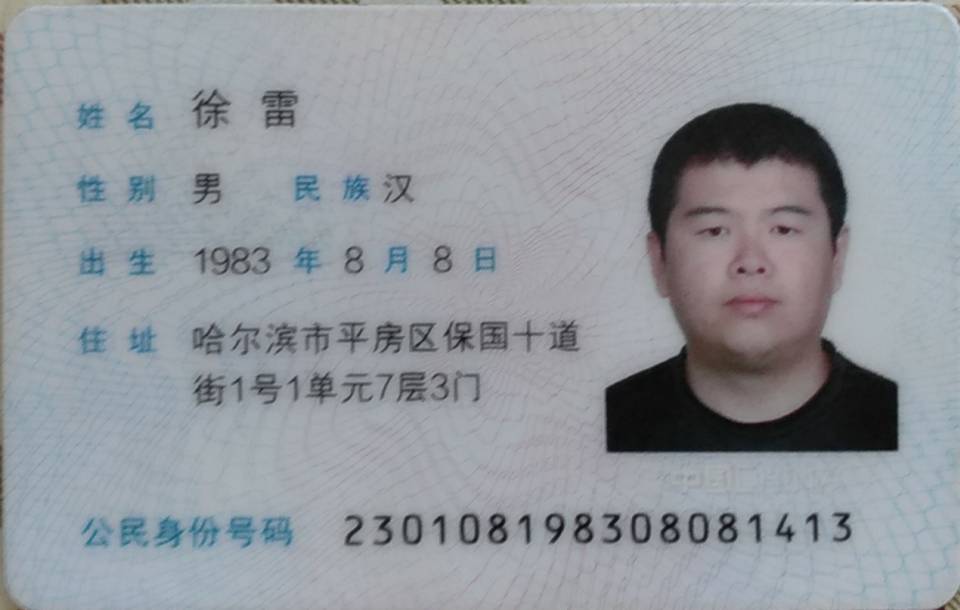 姓名 徐雷
性别 男 民族 汉
出生 1983 年 8 月 8 日
住址 哈尔滨市平房区保国十道
街1号1单元7层3门
公民身份号码 230108198308081413